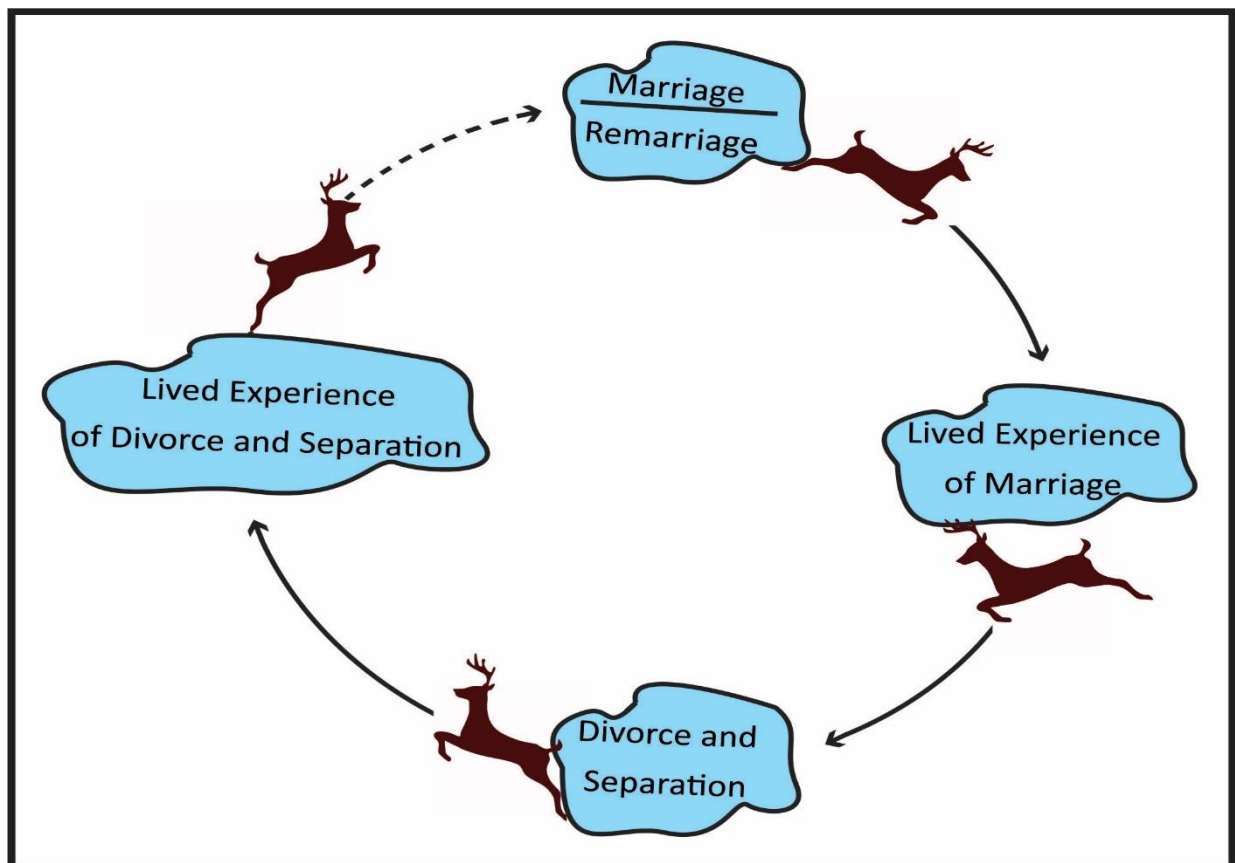 Marriage
Remarriage
Lived Experience
of Marriage
Divorce and
Separation
Lived Experience
of Divorce and Separation